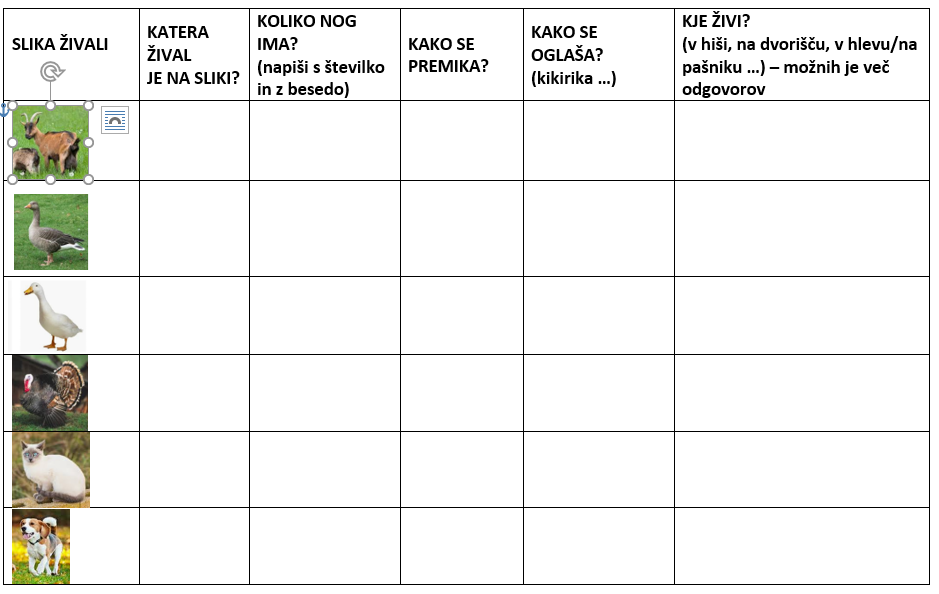 SLIKA ŽIVALI
KATERA
ŽIVAL
JE NA SLIKI?
KOLIKO NOG
IMA?
(napiši s številko
in z besedo)
KAKO SE
PREMIKA?
KAKO SE
OGLAŠA?
(kikirika ...)
KJE ŽIVI?
(v hiši, na dvorišču, v hlevu/na
pašniku ...) – možnih je več
odgovorov